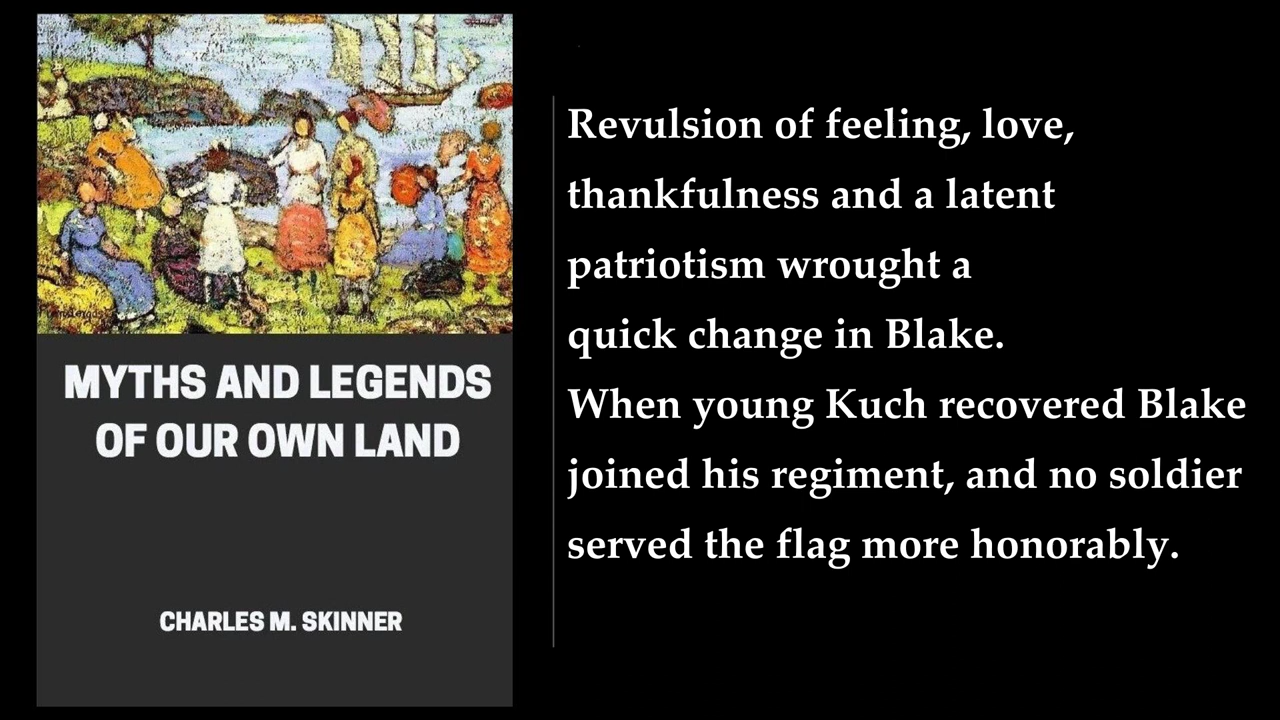 MYTHS AND LEGENDS
OF OUR OWN LAND
CHARLES M. SKINNER
Revulsion of feeling, love,
thankfulness and a latent
patriotism wrought a
quick change in Blake.
When young Kuch recovered Blake
joined his regiment, and no soldier
served the flag more honorably.